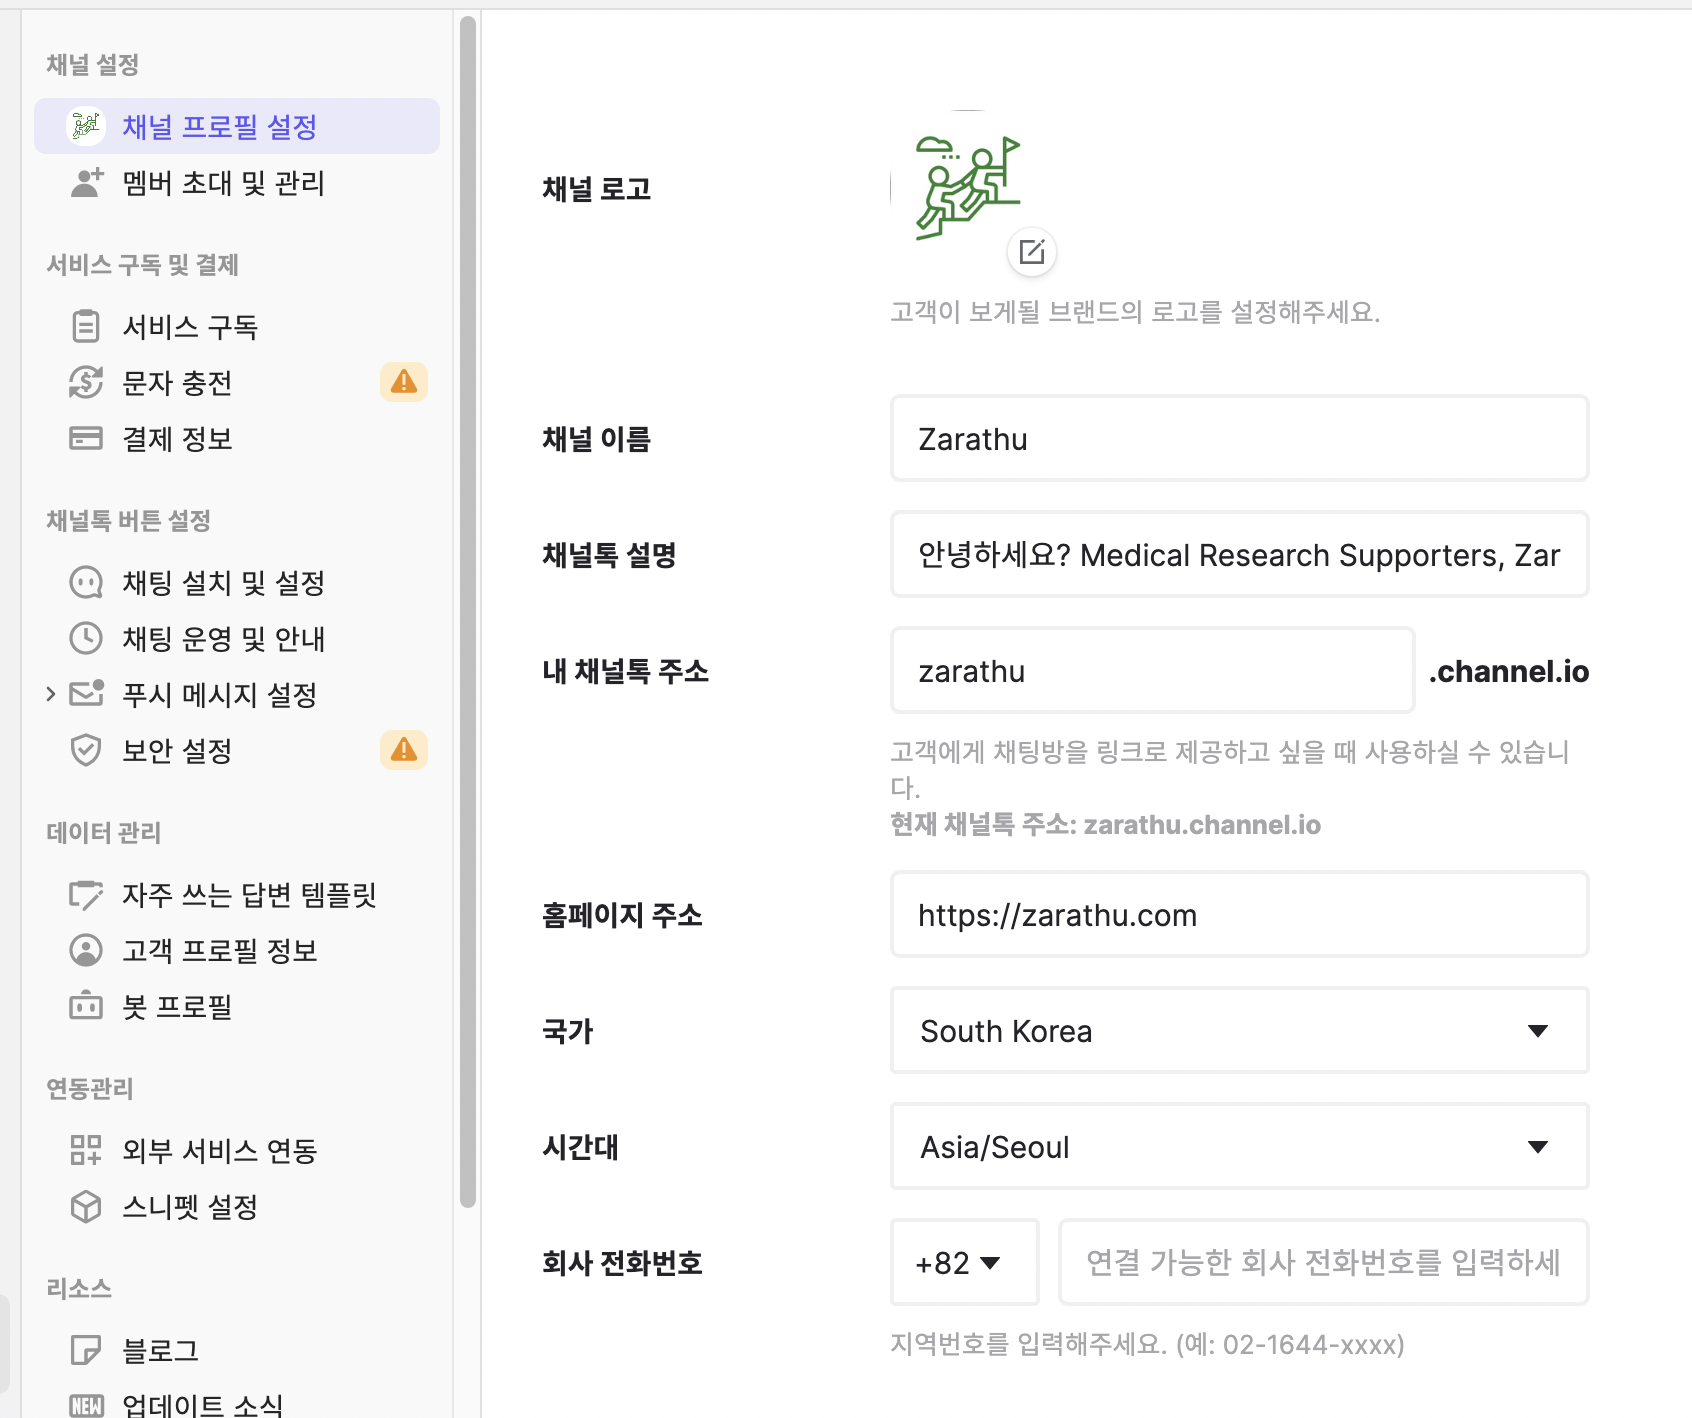 채널 설정
채널 프로필 설정
멤버 초대 및 관리
서비스 구독 및 결제
서비스 구독
문자 충전
결제 정보
채널톡 버튼 설정
채팅 설치 및 설정
채팅 운영 및 안내
푸시 메시지 설정
보안 설정
데이터 관리
자주 쓰는 답변 템플릿
고객 프로필 정보
봇 프로필
연동관리
외부 서비스 연동
스니펫 설정
리소스
블로그
NEW 업데이트 소식
채널 로고
고객이 보게될 브랜드의 로고를 설정해주세요.
채널 이름
Zarathu
채널톡 설명
안녕하세요? Medical Research Supporters, Zar
내 채널톡 주소
zarathu .channel.io
고객에게 채팅방을 링크로 제공하고 싶을 때 사용하실 수 있습니
다.
현재 채널톡 주소: zarathu.channel.io
홈페이지 주소
https://zarathu.com
국가
South Korea
시간대
Asia/Seoul
회사 전화번호
+82 연결 가능한 회사 전화번호를 입력하세
지역번호를 입력해주세요. (예: 02-1644-xxxx)